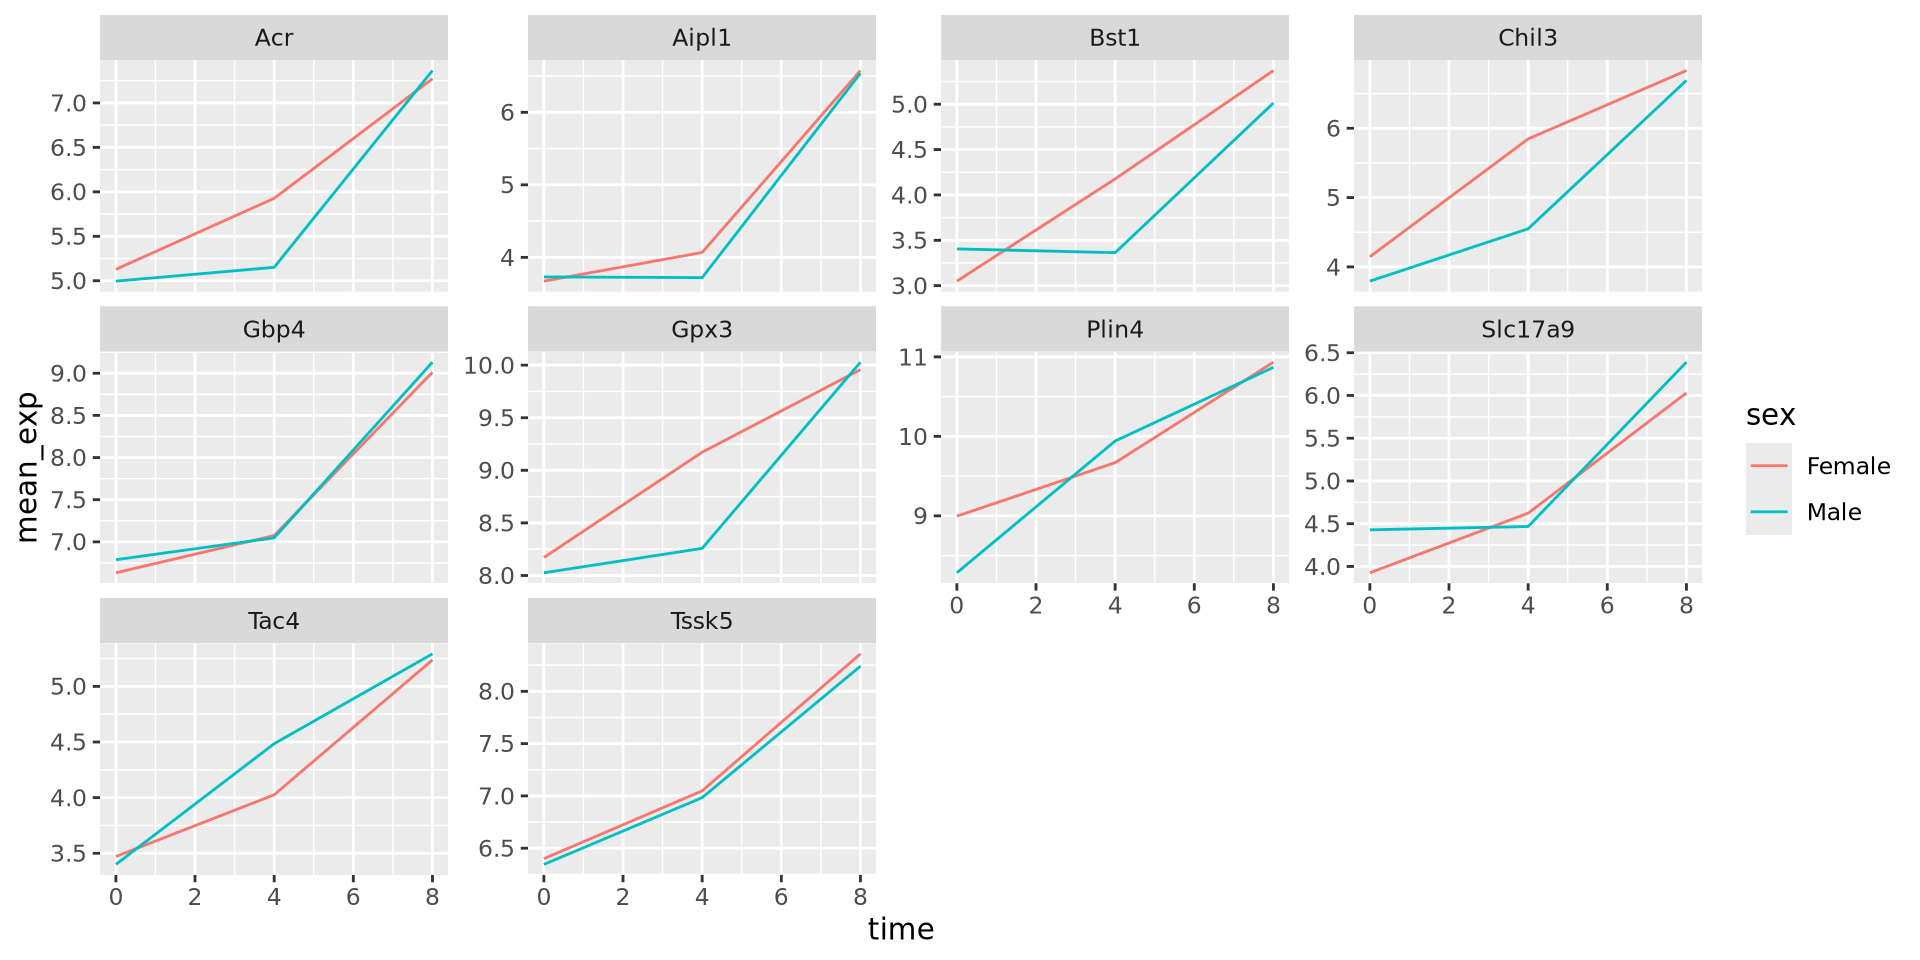 Acr Aipl1 Bst1 Chil3
7.0 6.5 6.0 5.5 5.0
6 5 4
5.0 4.5 4.0 3.5 3.0
6 5 4
Gbp4 Gpx3 Plin4 Slc17a9
9.0 8.5 8.0 7.5 7.0
10.0 9.5 9.0 8.5 8.0
11 10 9
6.5 6.0 5.5 5.0 4.5 4.0
0 2 4 6 8
0 2 4 6 8
Tac4 Tssk5
5.0 4.5 4.0 3.5
8.0 7.5 7.0 6.5
0 2 4 6 8
0 2 4 6 8
mean_exp
time
sex
Female
Male